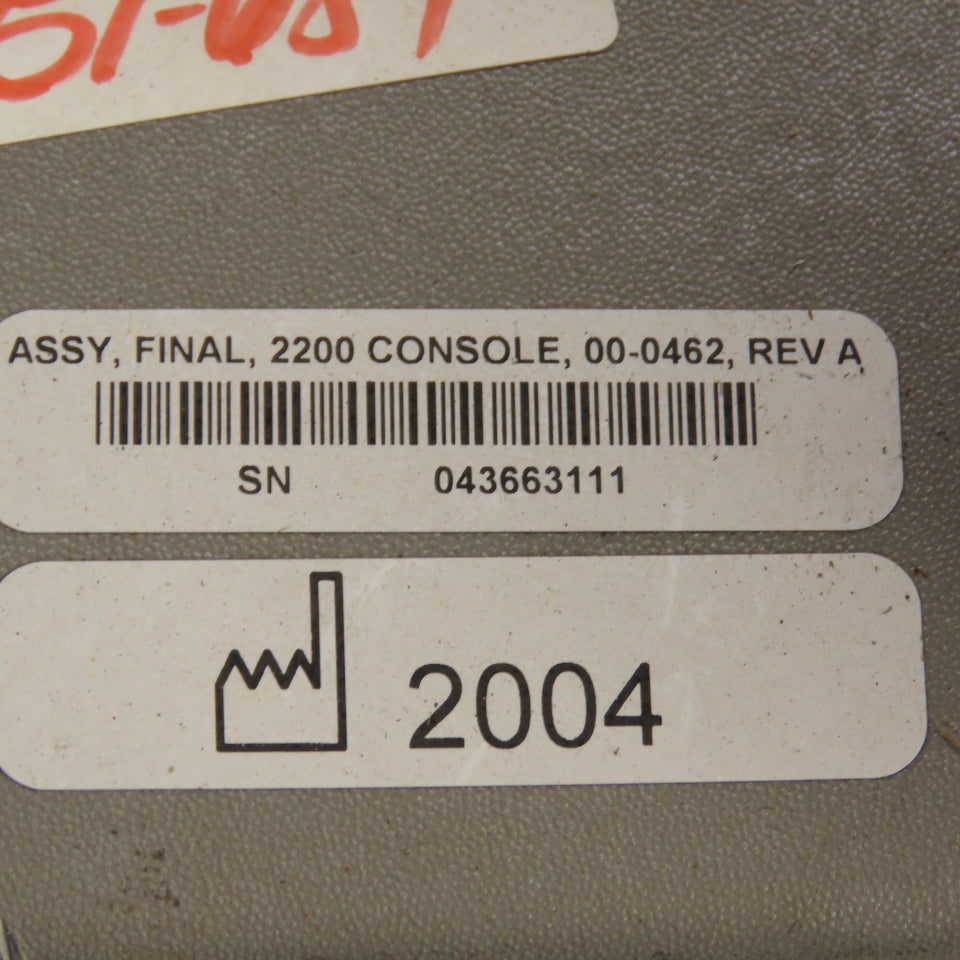 ASSY, FINAL, 2200 CONSOLE, 00-0462, REV A
SN 043663111
2004